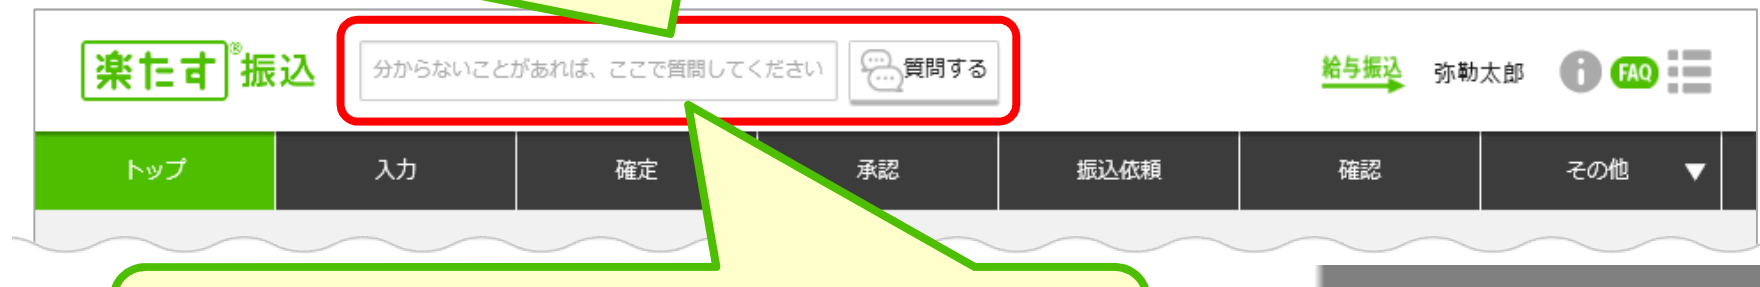 楽たす®振込
分からないことがあれば、ここで質問してください
質問する
給与振込
弥勒太郎
i
FAQ
トップ
入力
確定
承認
振込依頼
確認
その他 ▼